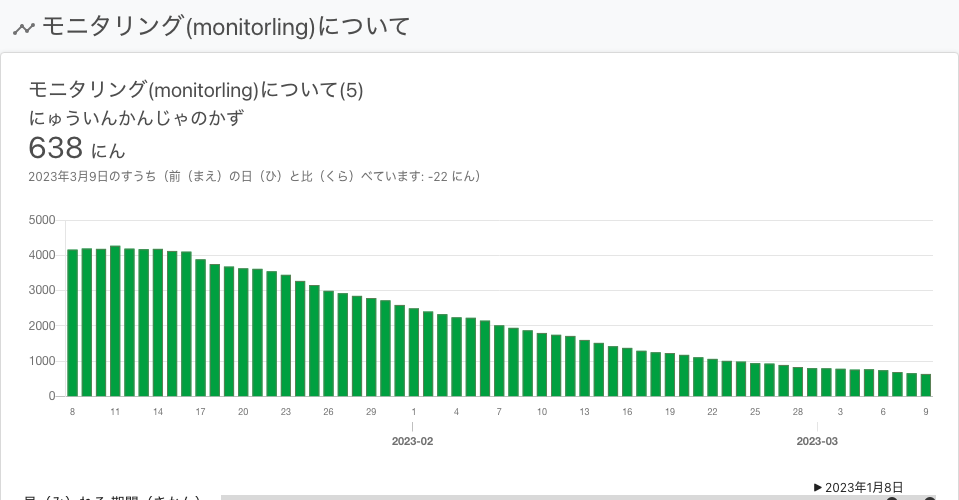 モニタリング(monitorling)について
モニタリング(monitorling)について(5)
にゅういんかんじゃのかず
638 にん
2023年3月9日のすうち（前（まえ）の日（ひ）と比（くら）べています: -22 にん）
5000
4000
3000
2000
1000
0
8 11 14 17 20 23 26 29 1 4 7 10 13 16 19 22 25 28 3 6 9
2023-02 2023-03
▶ 2023年1月8日